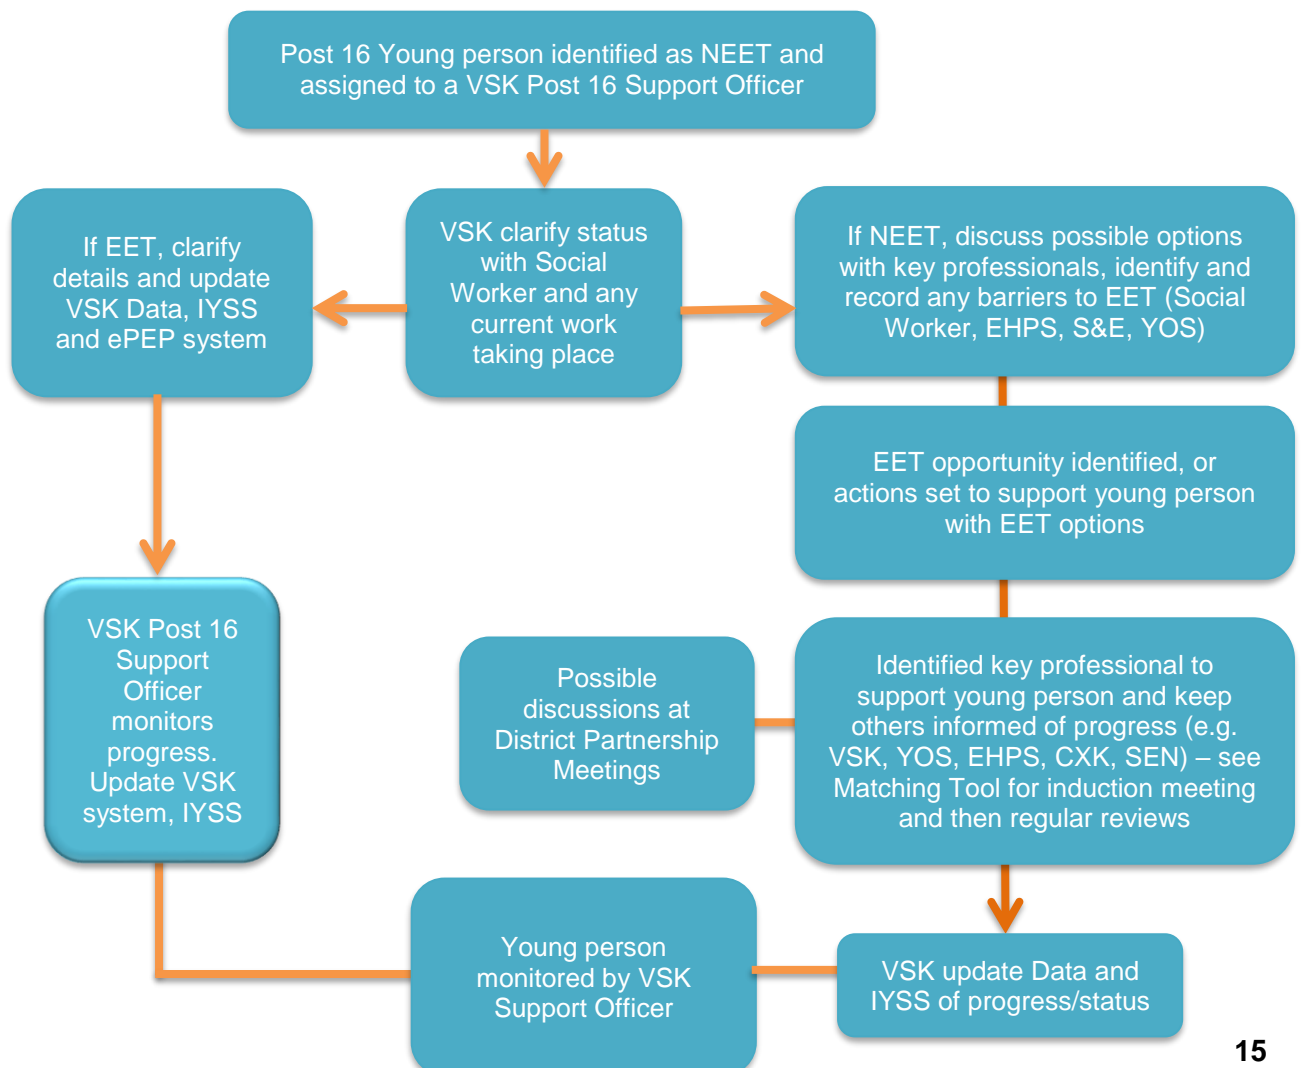 Post 16 Young person identified as NEET and
assigned to a VSK Post 16 Support Officer
If EET, clarify
details and update
VSK Data, IYSS
and ePEP system
VSK clarify status
with Social
Worker and any
current work
taking place
If NEET, discuss possible options
with key professionals, identify and
record any barriers to EET (Social
Worker, EHPS, S&E, YOS)
EET opportunity identified, or
actions set to support young person
with EET options
VSK Post 16
Support
Officer
monitors
progress.
Update VSK
system, IYSS
Possible
discussions at
District Partnership
Meetings
Identified key professional to
support young person and keep
others informed of progress (e.g.
VSK, YOS, EHPS, CXK, SEN) – see
Matching Tool for induction meeting
and then regular reviews
Young person
monitored by VSK
Support Officer
VSK update Data and
IYSS of progress/status
15